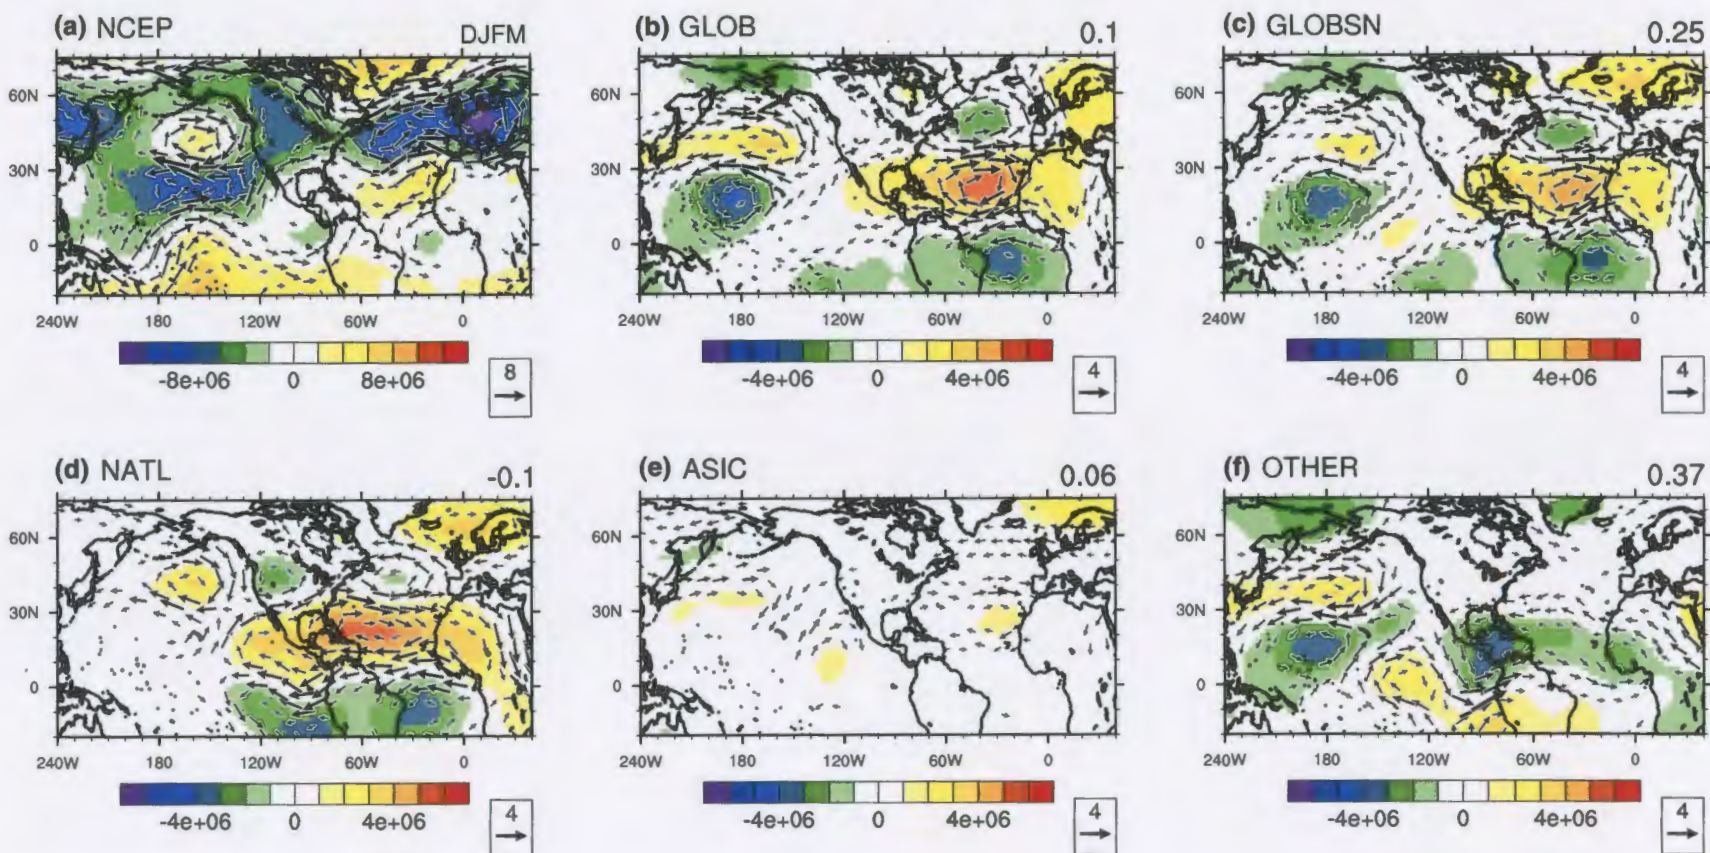 (a) NCEP DJFM
60N
30N
0
240W 180 120W 60W 0
-8e+06 0 8e+06
8
(b) GLOB 0.1
60N
30N
0
240W 180 120W 60W 0
-4e+06 0 4e+06
4
(c) GLOBSN 0.25
60N
30N
0
240W 180 120W 60W 0
-4e+06 0 4e+06
4
(d) NATL -0.1
60N
30N
0
240W 180 120W 60W 0
-4e+06 0 4e+06
4
(e) ASIC 0.06
60N
30N
0
240W 180 120W 60W 0
-4e+06 0 4e+06
4
(f) OTHER 0.37
60N
30N
0
240W 180 120W 60W 0
-4e+06 0 4e+06
4